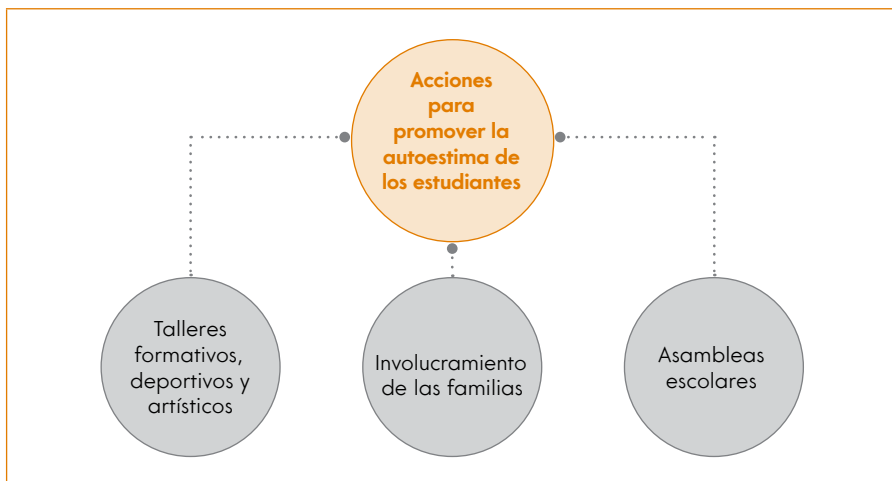 Acciones
para
promover la
autoestima de
los estudiantes
Talleres
formativos,
deportivos y
artísticos
Involucramiento
de las familias
Asambleas
escolares